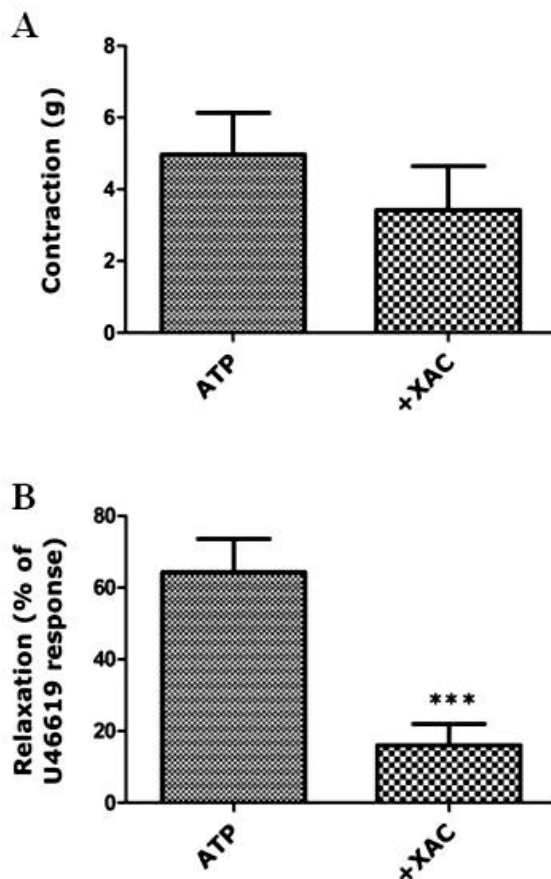 A
Contraction (g)
8
6
4
2
0
ATP
+XAC
B
Relaxation (% of
U46619 response)
80
60
40
20
0
***
ATP
+XAC